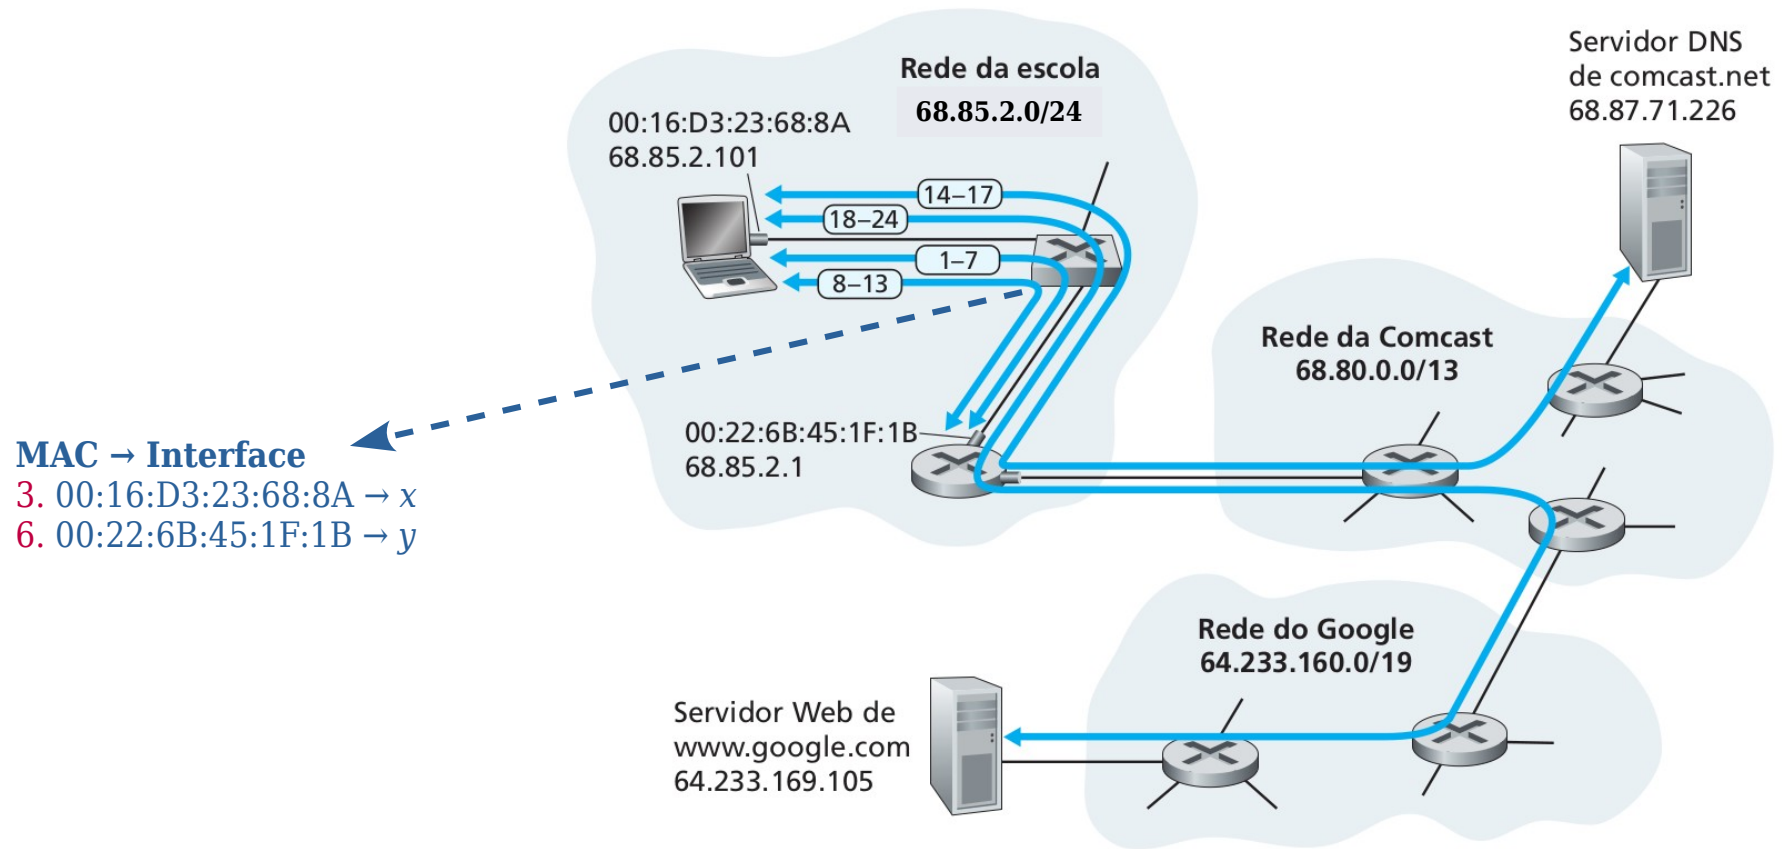 Rede da escola
68.85.2.0/24
00:16:D3:23:68:8A
68.85.2.101
14–17
18–24
1–7
8–13
Servidor DNS
de comcast.net
68.87.71.226
Rede da Comcast
68.80.0.0/13
00:22:6B:45:1F:1B
68.85.2.1
MAC → Interface
3. 00:16:D3:23:68:8A → x
6. 00:22:6B:45:1F:1B → y
Rede do Google
64.233.160.0/19
Servidor Web de
www.google.com
64.233.169.105